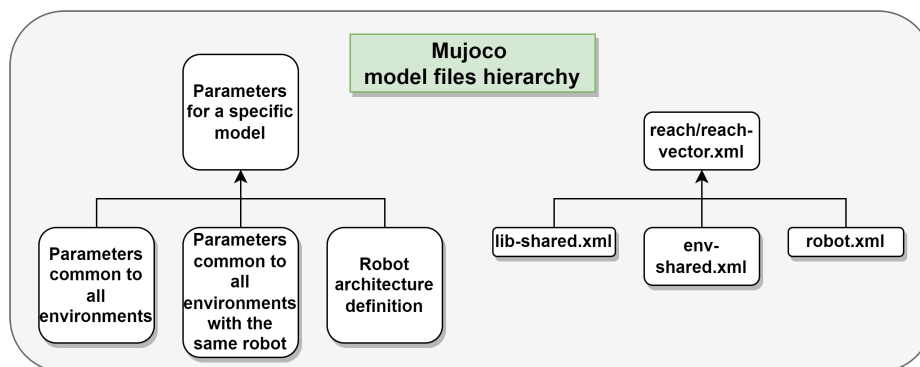 Mujoco
model files hierarchy
Parameters
for a specific
model
reach/reach-
vector.xml
Parameters
common to
all
environments
Parameters
common to
all
environments
with the
same robot
Robot
architecture
definition
lib-shared.xml
env-
shared.xml
robot.xml